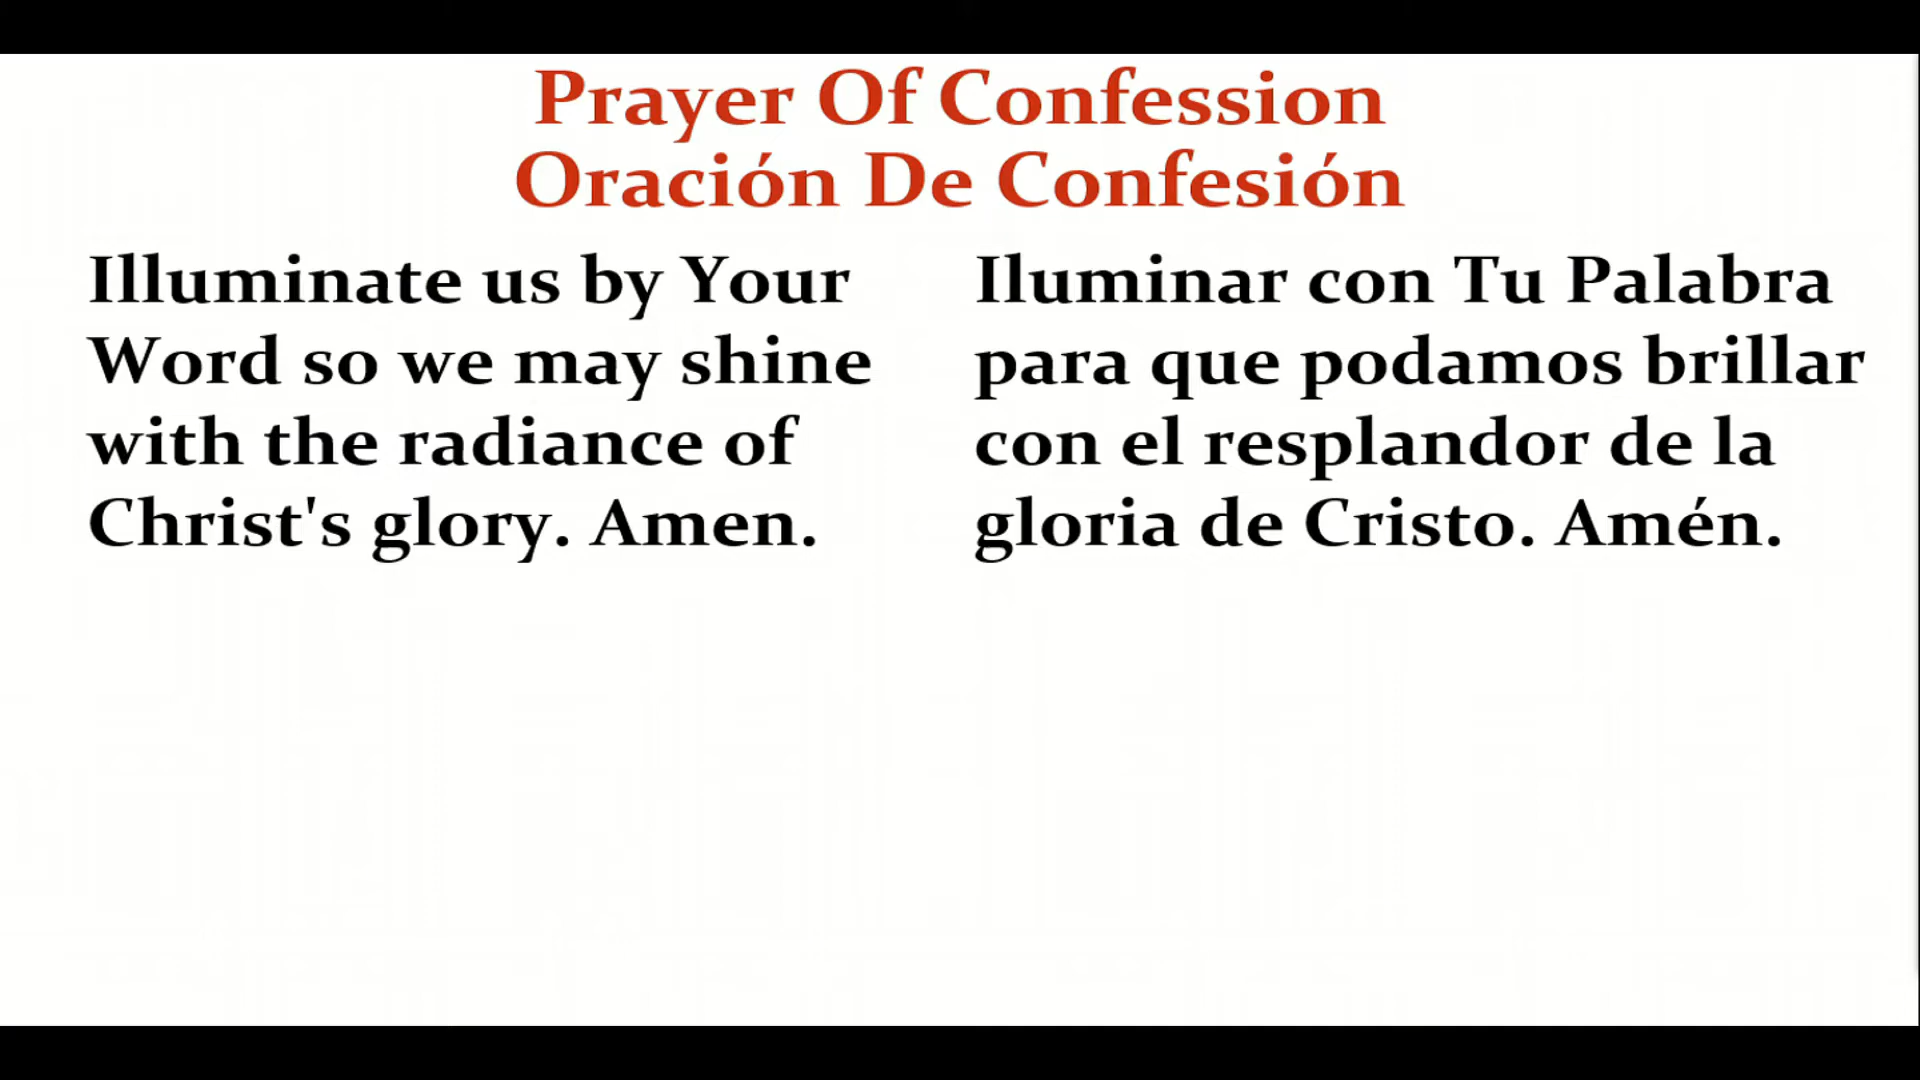 Prayer Of Confession
Oración De Confesión
Illuminate us by Your
Word so we may shine
with the radiance of
Christ's glory. Amen.
Iluminar con Tu Palabra
para que podamos brillar
con el resplandor de la
gloria de Cristo. Amén.